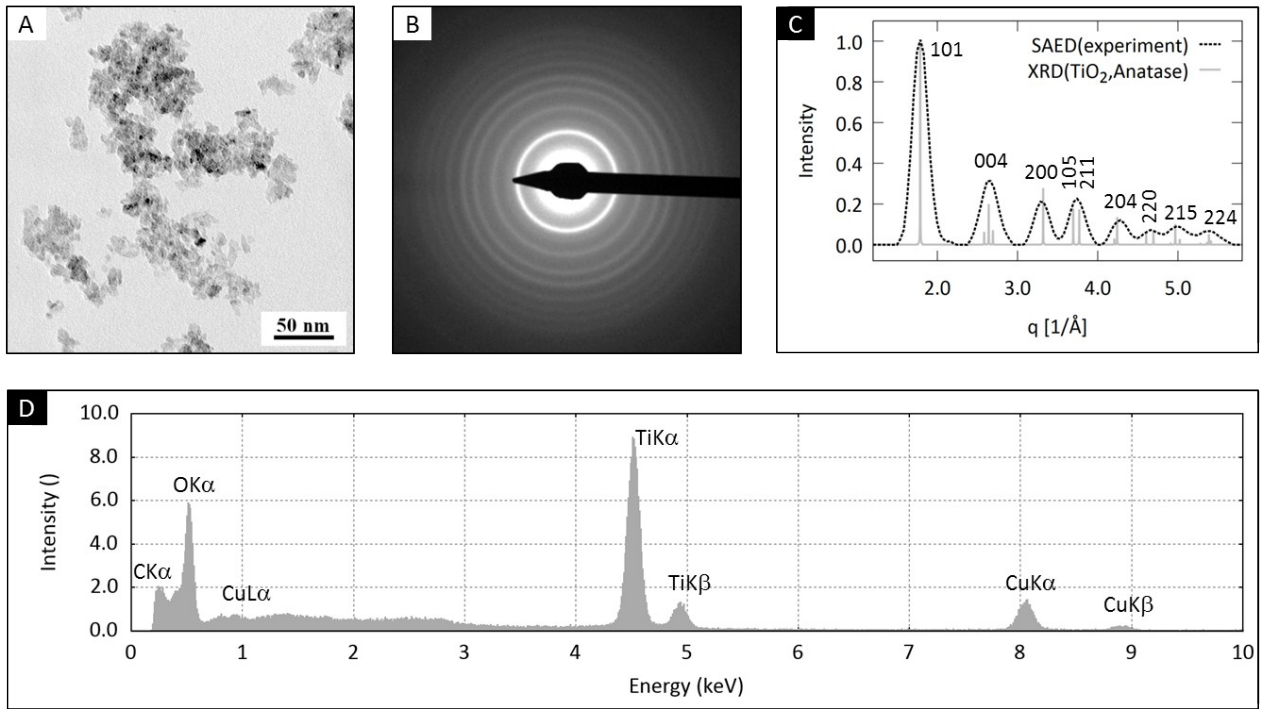 A
50 nm
B
C
SAED(experiment)
XRD(TiO₂,Anatase)
Intensity
1.0
0.8
0.6
0.4
0.2
0.0
101
004
200
105
211
204
220
215
224
2.0 3.0 4.0 5.0
q [1/Å]
D
Intensity ()
10.0
8.0
6.0
4.0
2.0
0.0
CKα
OKα
CuLα
TiKα
TiKβ
CuKα
CuKβ
0 1 2 3 4 5 6 7 8 9 10
Energy (keV)